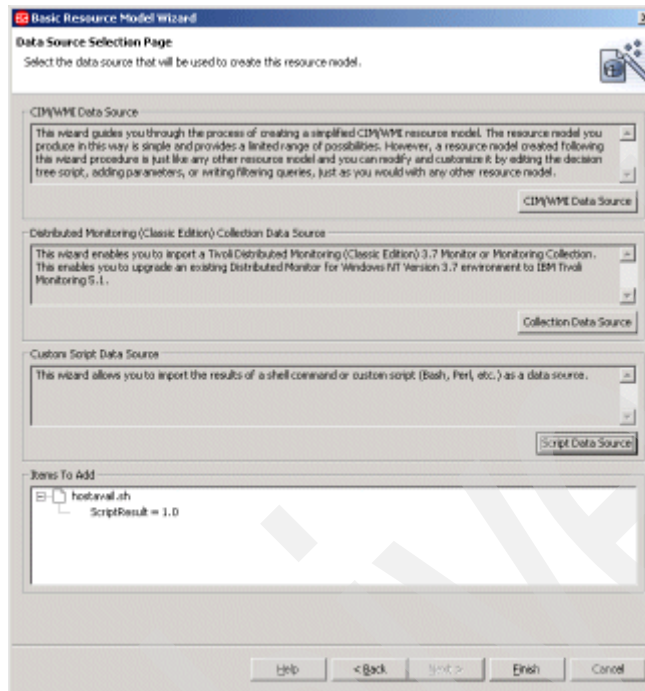 Basic Resource Model Wizard
Data Source Selection Page
Select the data source that will be used to create this resource model.
CIM/WMI Data Source
This wizard guides you through the process of creating a simplified CIM/WMI resource model. The resource model you
produce in this way is simple and provides a limited range of possibilities. However, a resource model created following
this wizard procedure is just like any other resource model and you can modify and customize it by editing the decision
tree script, adding parameters, or writing filtering queries, just as you would with any other resource model.
CIM/WMI Data Source
Distributed Monitoring (Classic Edition) Collection Data Source
This wizard enables you to import a Tivoli Distributed Monitoring (Classic Edition) 3.7 Monitor or Monitoring Collection.
This enables you to upgrade an existing Distributed Monitor for Windows NT Version 3.7 environment to IBM Tivoli
Monitoring 5.1.
Collection Data Source
Custom Script Data Source
This wizard allows you to import the results of a shell command or custom script (Bash, Perl, etc.) as a data source.
Script Data Source
Items To Add
hostavail.sh
ScriptResult = 1.0
Help < Back Next > Finish Cancel